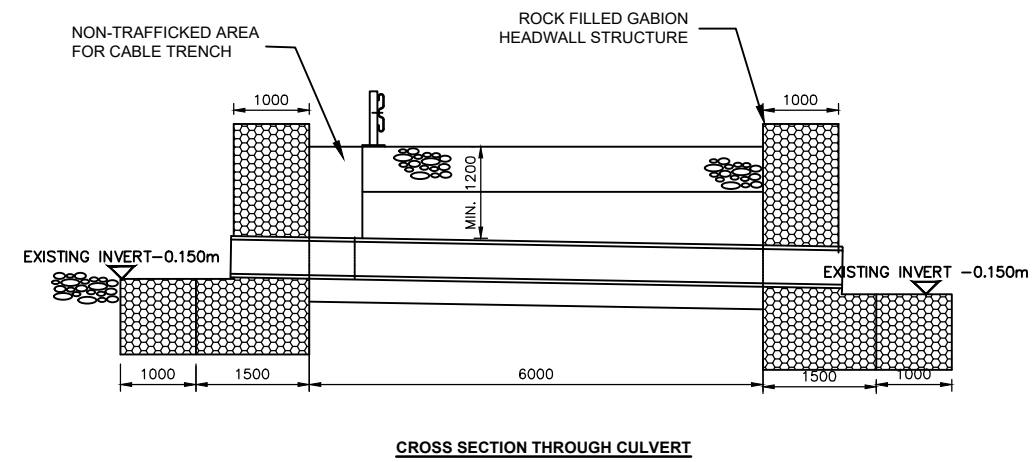 NON-TRAFFICKED AREA
FOR CABLE TRENCH
ROCK FILLED GABION
HEADWALL STRUCTURE
1000
1000
MIN. 1200
EXISTING INVERT-0.150m
EXISTING INVERT -0.150m
1000
1500
6000
1500
1000
CROSS SECTION THROUGH CULVERT